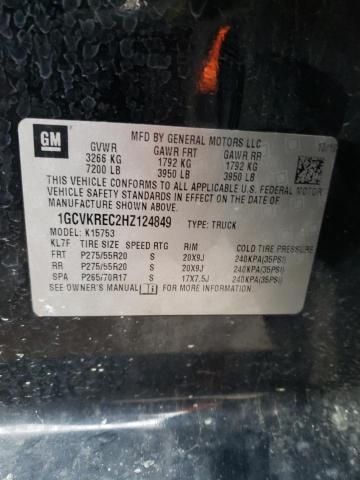 GM
MFD BY GENERAL MOTORS LLC
GVWR GAWR FRT GAWR RR
3266 KG 1792 KG 1792 KG
7200 LB 3950 LB 3950 LB
THIS VEHICLE CONFORMS TO ALL APPLICABLE U.S. FEDERAL MOTOR
VEHICLE SAFETY STANDARDS IN EFFECT ON THE DATE OF
MANUFACTURE SHOWN ABOVE.
1GCVKREC2HZ124849 TYPE: TRUCK
MODEL: K15753
KL7F TIRE SIZE SPEED RTG RIM COLD TIRE PRESSURE
FRT P275/55R20 S 20X9J 240KPA(35PSI)
RR P275/55R20 S 20X9J 240KPA(35PSI)
SPA P265/70R17 S 17X7.5J 240KPA(35PSI)
SEE OWNER'S MANUAL FOR MORE INFORMATION.